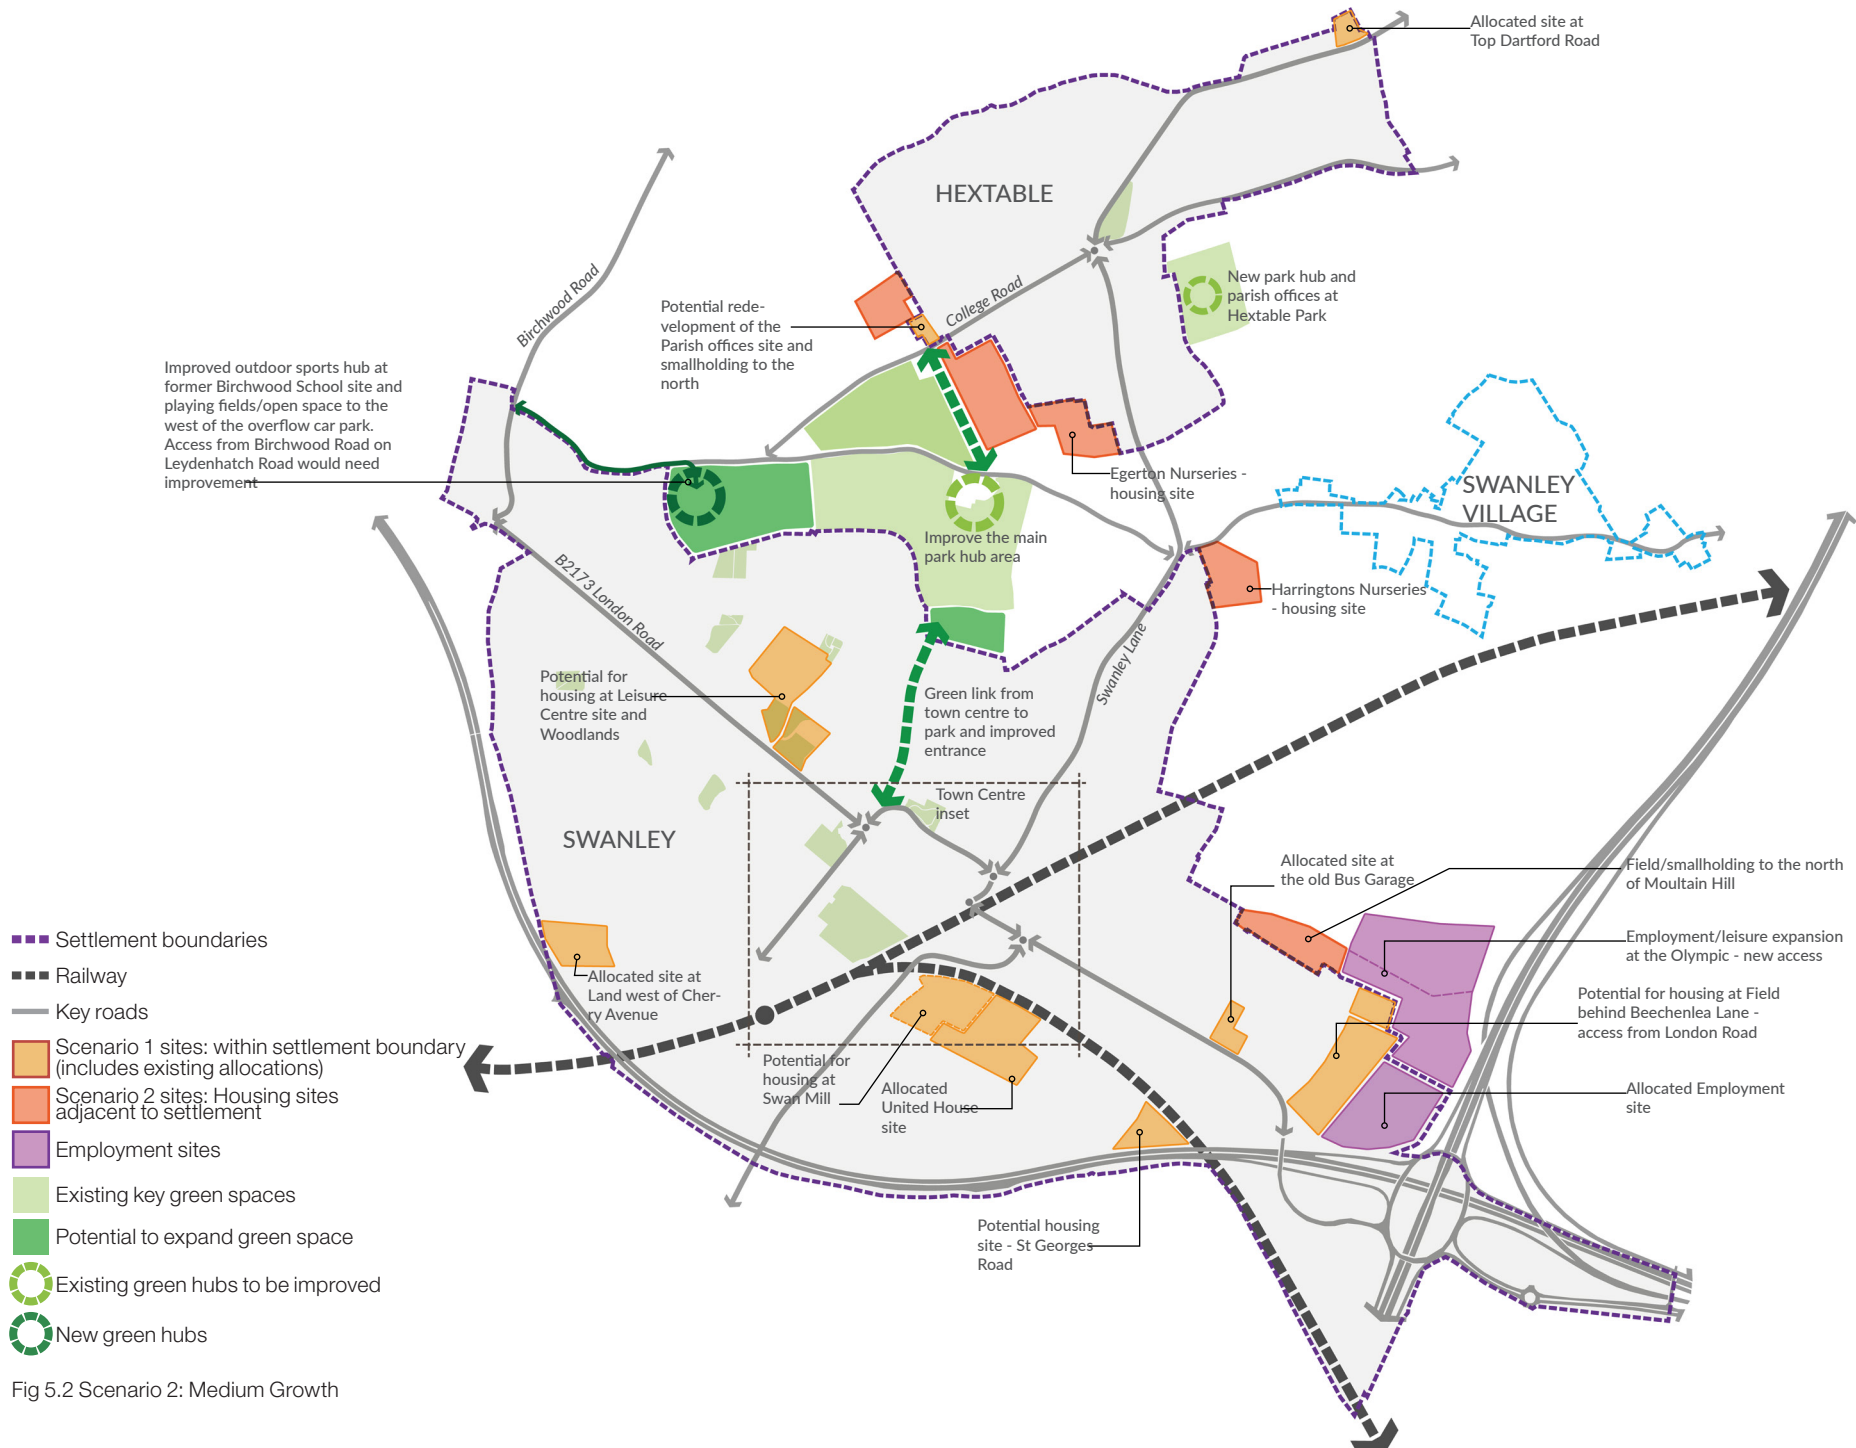 Allocated site at
Top Dartford Road
HEXTABLE
Birchwood Road
College Road
New park hub and
parish offices at
Hextable Park
Potential rede-
velopment of the
Parish offices site and
smallholding to the
north
Improved outdoor sports hub at
former Birchwood School site and
playing fields/open space to the
west of the overflow car park.
Access from Birchwood Road on
Leydenhatch Road would need
improvement
Egerton Nurseries -
housing site
SWANLEY
VILLAGE
Improve the main
park hub area
B2173 London Road
Harringtons Nurseries
- housing site
Swanley Lane
Potential for
housing at Leisure
Centre site and
Woodlands
Green link from
town centre to
park and improved
entrance
Town Centre
inset
SWANLEY
Allocated site at
the old Bus Garage
Field/smallholding to the north
of Moultain Hill
Employment/leisure expansion
at the Olympic - new access
Potential for housing at Field
behind Beechenlea Lane -
access from London Road
Allocated Employment
site
Allocated site at
Land west of Cher-
ry Avenue
Potential for
housing at
Swan Mill
Allocated
United House
site
Potential housing
site - St Georges
Road
Settlement boundaries
Railway
Key roads
Scenario 1 sites: within settlement boundary
(includes existing allocations)
Scenario 2 sites: Housing sites
adjacent to settlement
Employment sites
Existing key green spaces
Potential to expand green space
Existing green hubs to be improved
New green hubs
Fig 5.2 Scenario 2: Medium Growth